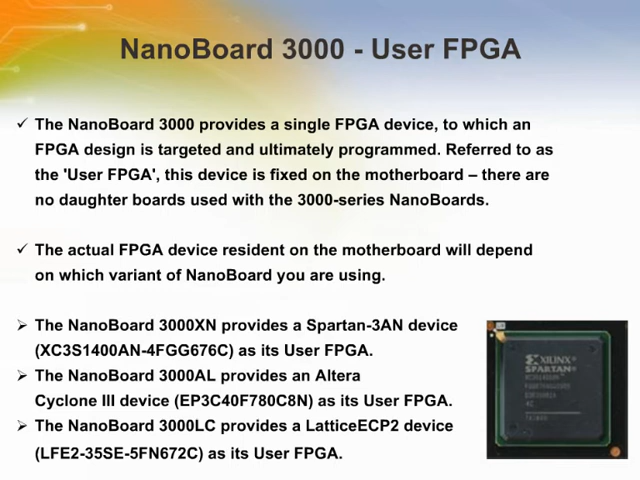 NanoBoard 3000 - User FPGA
✓ The NanoBoard 3000 provides a single FPGA device, to which an
FPGA design is targeted and ultimately programmed. Referred to as
the 'User FPGA', this device is fixed on the motherboard – there are
no daughter boards used with the 3000-series NanoBoards.
✓ The actual FPGA device resident on the motherboard will depend
on which variant of NanoBoard you are using.
➢ The NanoBoard 3000XN provides a Spartan-3AN device
(XC3S1400AN-4FGG676C) as its User FPGA.
➢ The NanoBoard 3000AL provides an Altera
Cyclone III device (EP3C40F780C8N) as its User FPGA.
➢ The NanoBoard 3000LC provides a LatticeECP2 device
(LFE2-35SE-5FN672C) as its User FPGA.
XILINX
SPARTAN